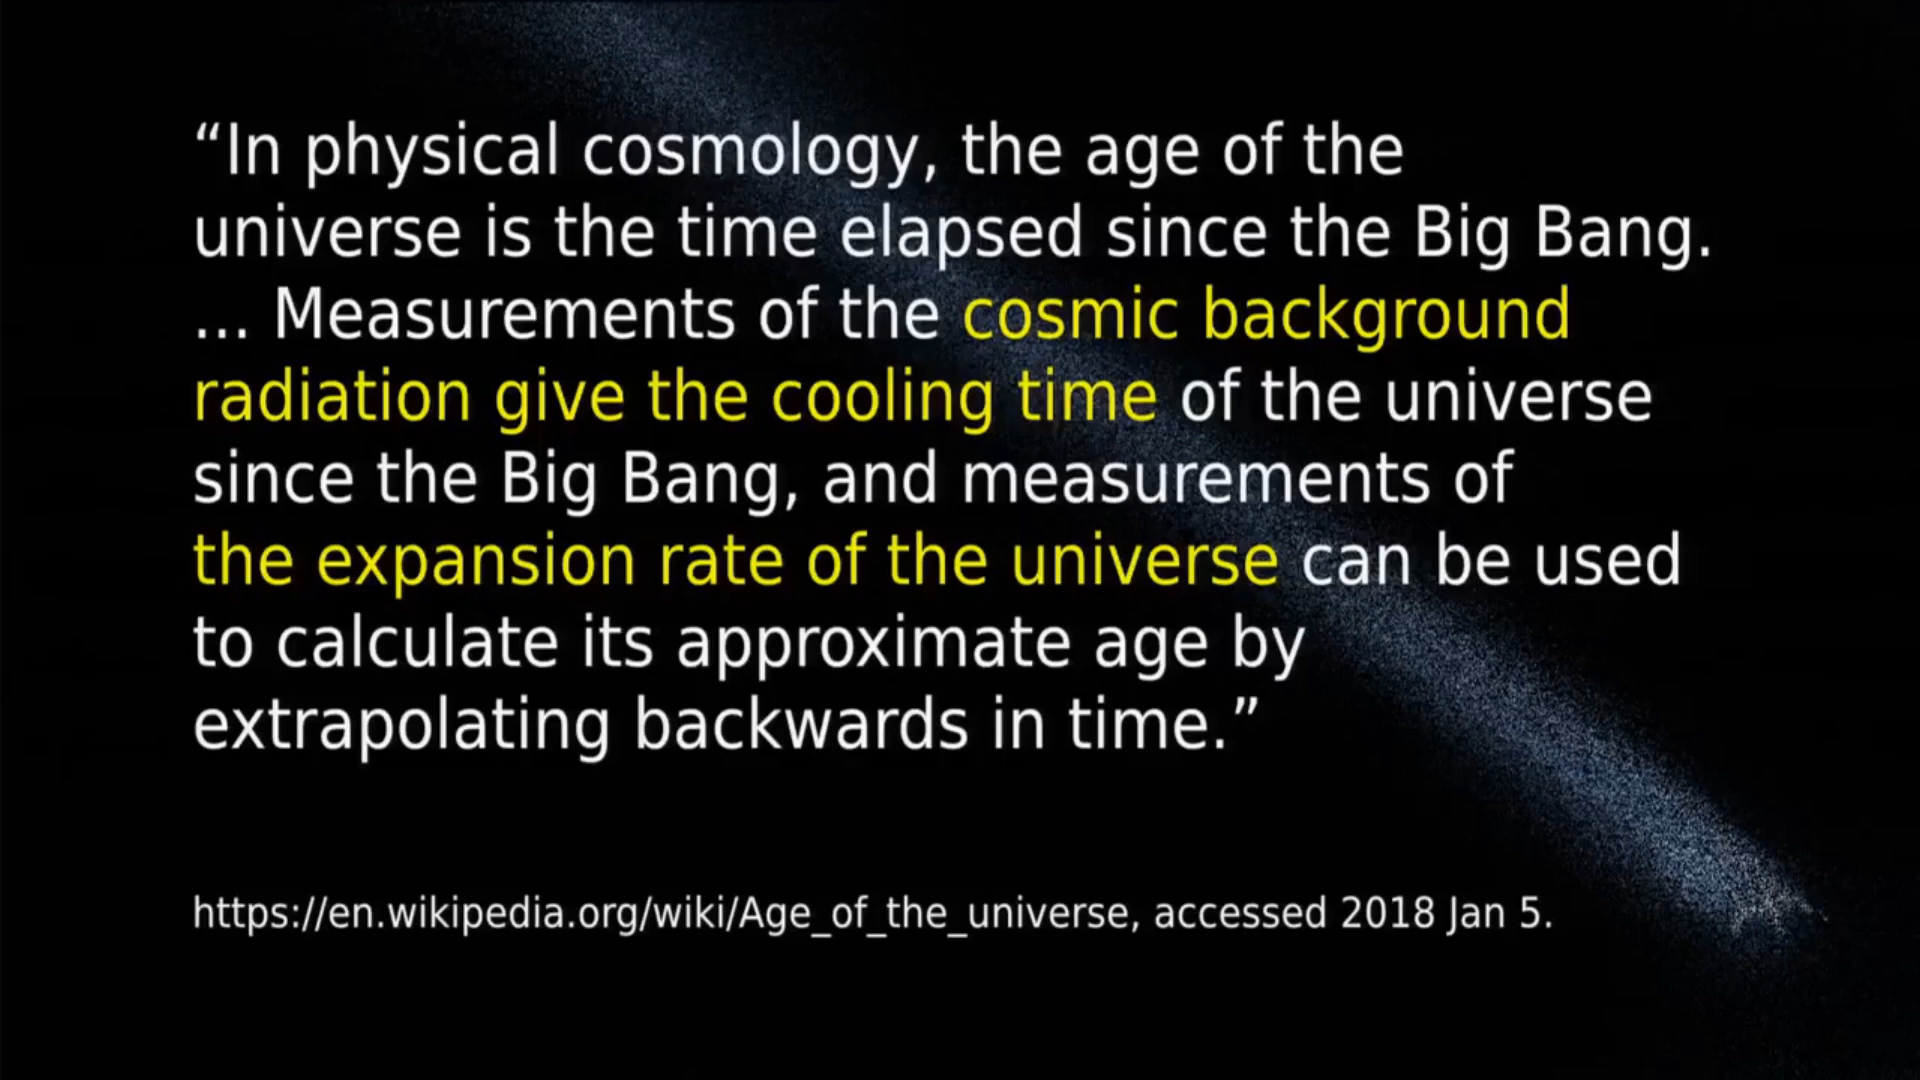 “In physical cosmology, the age of the
universe is the time elapsed since the Big Bang.
... Measurements of the cosmic background
radiation give the cooling time of the universe
since the Big Bang, and measurements of
the expansion rate of the universe can be used
to calculate its approximate age by
extrapolating backwards in time.”
https://en.wikipedia.org/wiki/Age_of_the_universe, accessed 2018 Jan 5.